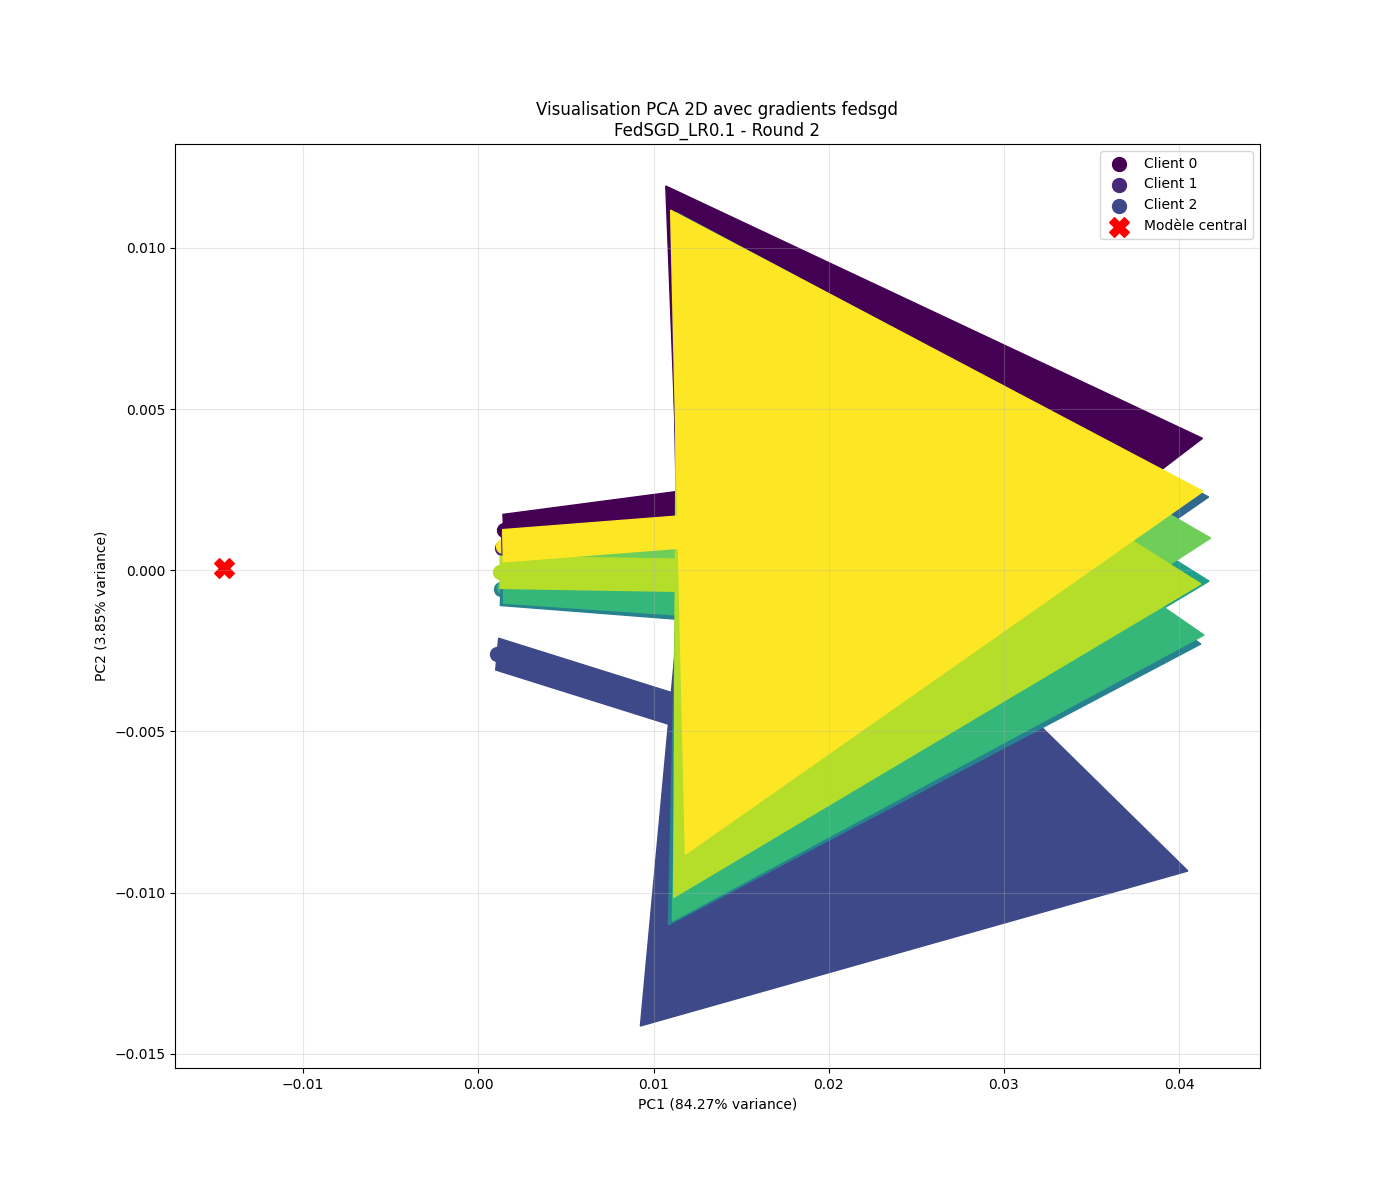 Visualisation PCA 2D avec gradients fedsgd
FedSGD_LR0.1 - Round 2
Client 0
Client 1
Client 2
Modèle central
0.010
0.005
0.000
−0.005
−0.010
−0.015
PC2 (3.85% variance)
−0.01
0.00
0.01
0.02
0.03
0.04
PC1 (84.27% variance)